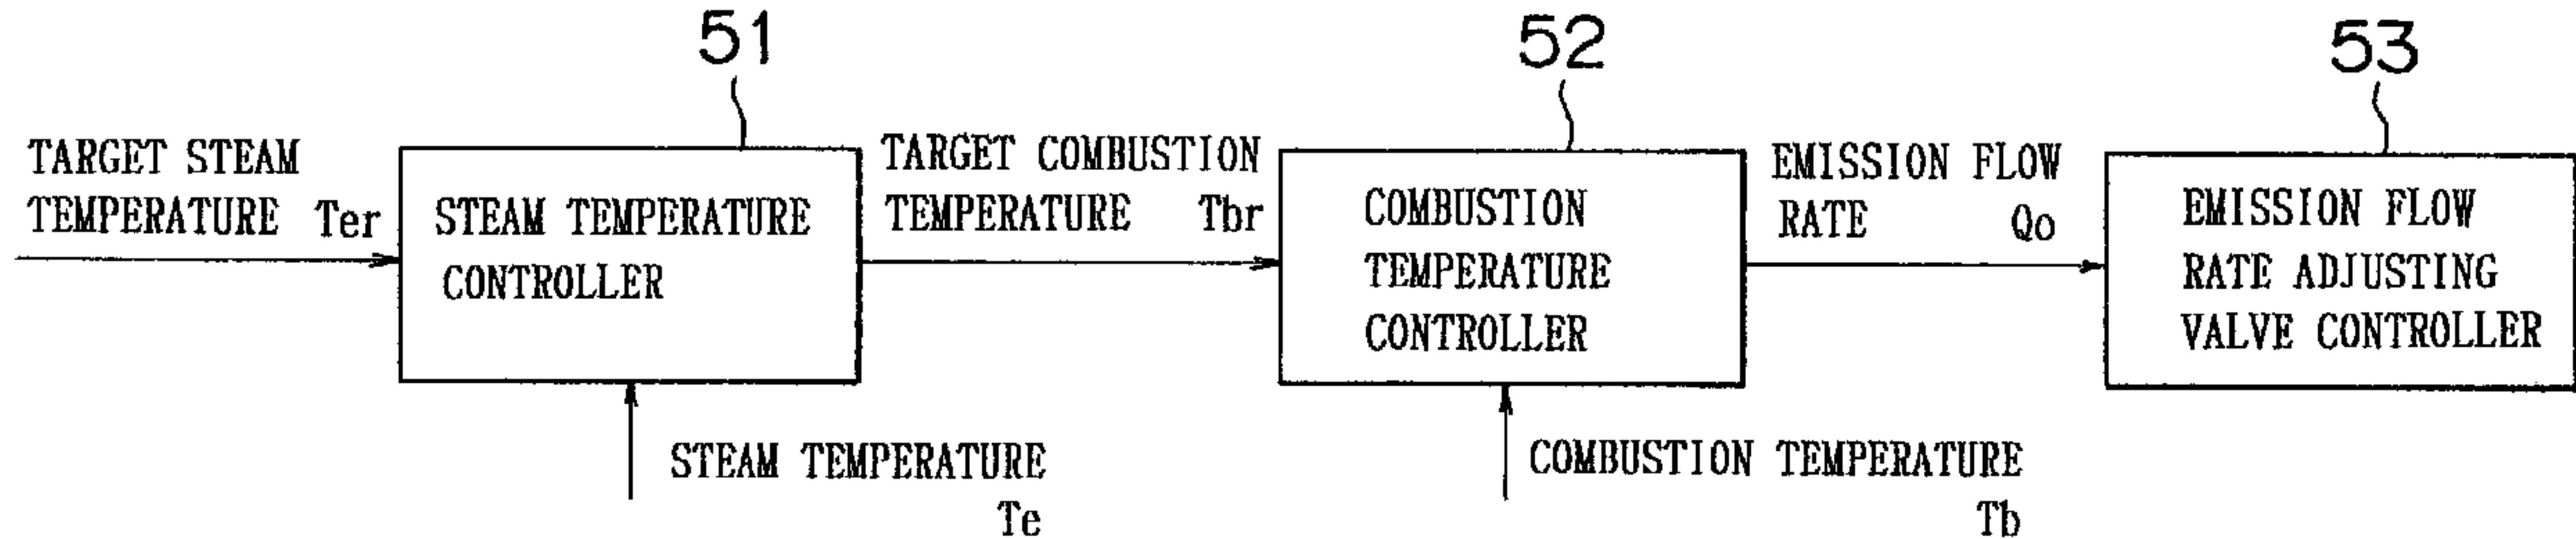 51
52
53
TARGET STEAM
TEMPERATURE Ter
STEAM TEMPERATURE
CONTROLLER
TARGET COMBUSTION
TEMPERATURE Tbr
COMBUSTION
TEMPERATURE
CONTROLLER
EMISSION FLOW
RATE Qo
EMISSION FLOW
RATE ADJUSTING
VALVE CONTROLLER
STEAM TEMPERATURE
Te
COMBUSTION TEMPERATURE
Tb